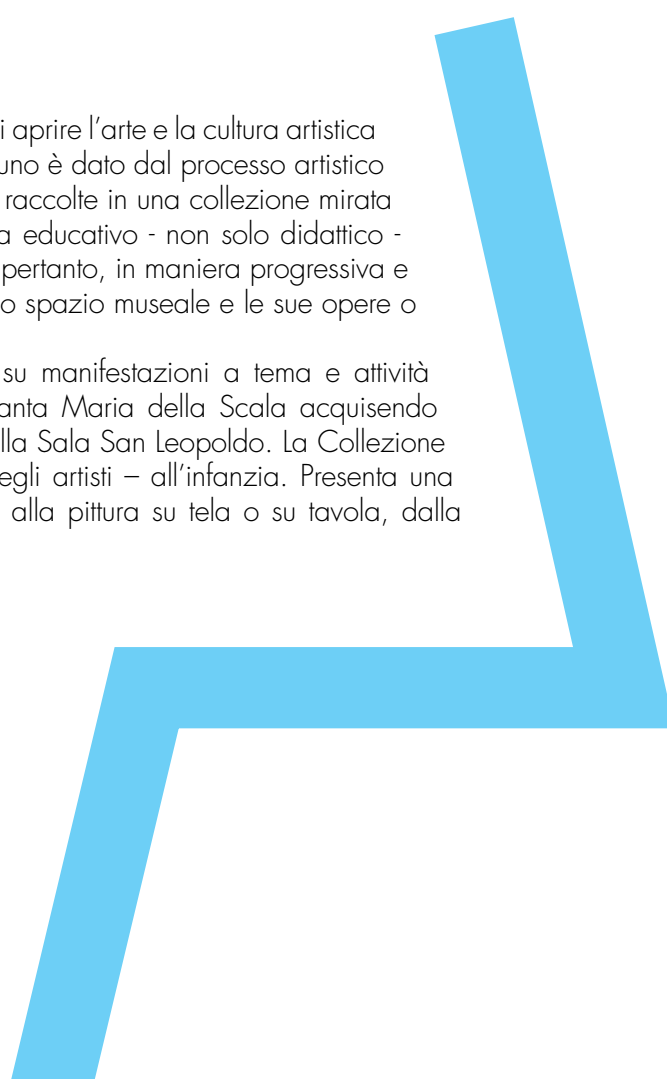 i aprire l’arte e la cultura artistica
uno è dato dal processo artistico
raccolte in una collezione mirata
a educativo - non solo didattico -
pertanto, in maniera progressiva e
o spazio museale e le sue opere o
su manifestazioni a tema e attività
anta Maria della Scala acquisendo
lla Sala San Leopoldo. La Collezione
egli artisti – all’infanzia. Presenta una
alla pittura su tela o su tavola, dalla